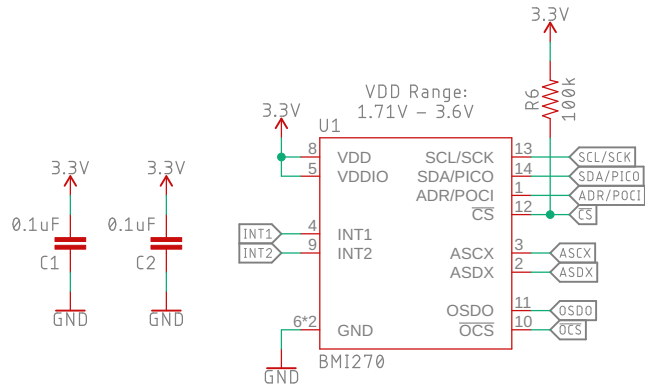 3.3V
R6
100k
VDD Range:
1.71V – 3.6V
3.3V
U1
8 VDD
5 VDDIO
SCL/SCK 13 SCL/SCK
SDA/PICO 14 SDA/PICO
ADR/POCI 1 ADR/POCI
CS 12 CS
INT1 4 INT1
INT2 9 INT2
ASCX 3 ASCX
ASDX 2 ASDX
OSDO 11 OSDO
OCS 10 OCS
6*2 GND
GND
BMI270
3.3V
0.1uF
C1
GND
3.3V
0.1uF
C2
GND